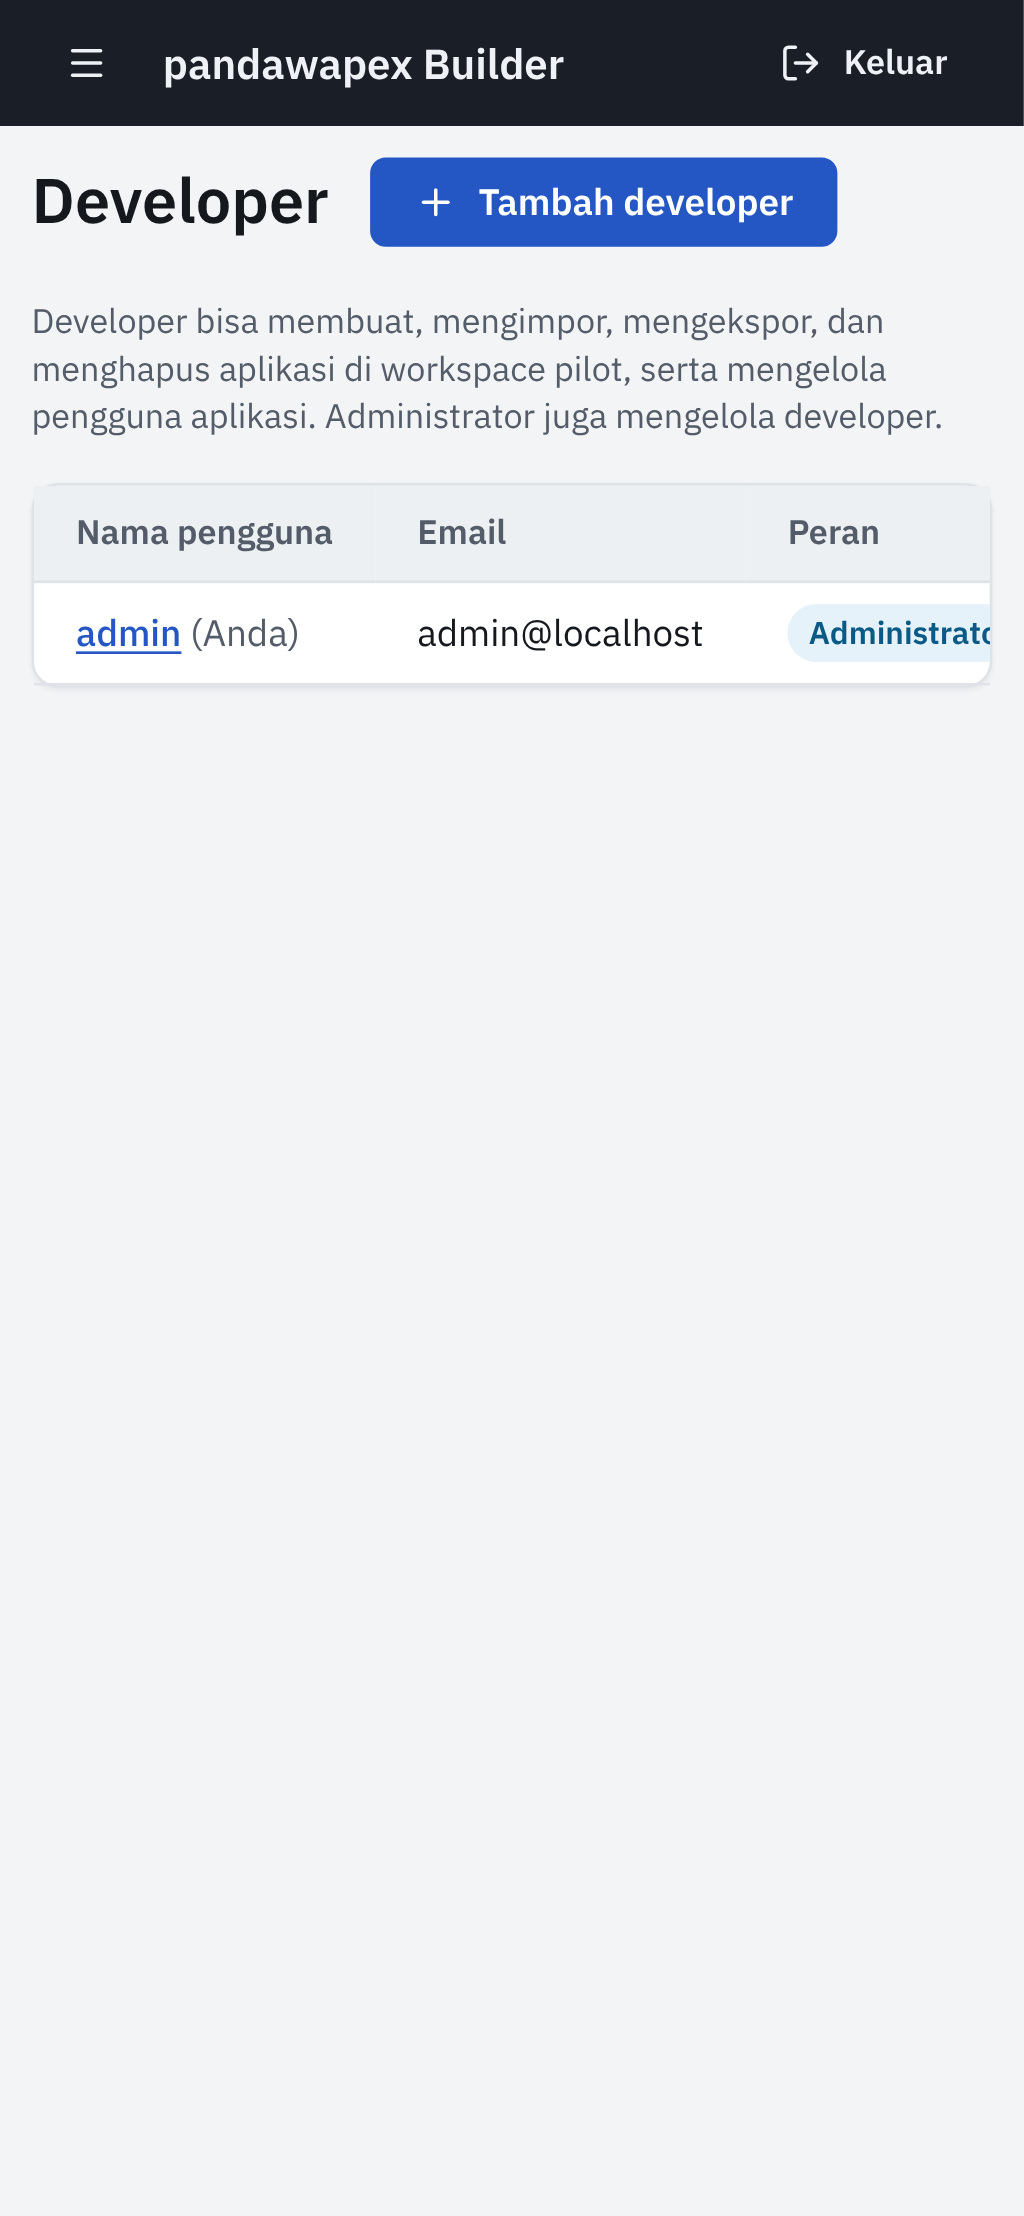 pandawapex Builder
Keluar
Developer
Tambah developer
Developer bisa membuat, mengimpor, mengekspor, dan
menghapus aplikasi di workspace pilot, serta mengelola
pengguna aplikasi. Administrator juga mengelola developer.
Nama pengguna Email Peran
admin (Anda) admin@localhost Administrato